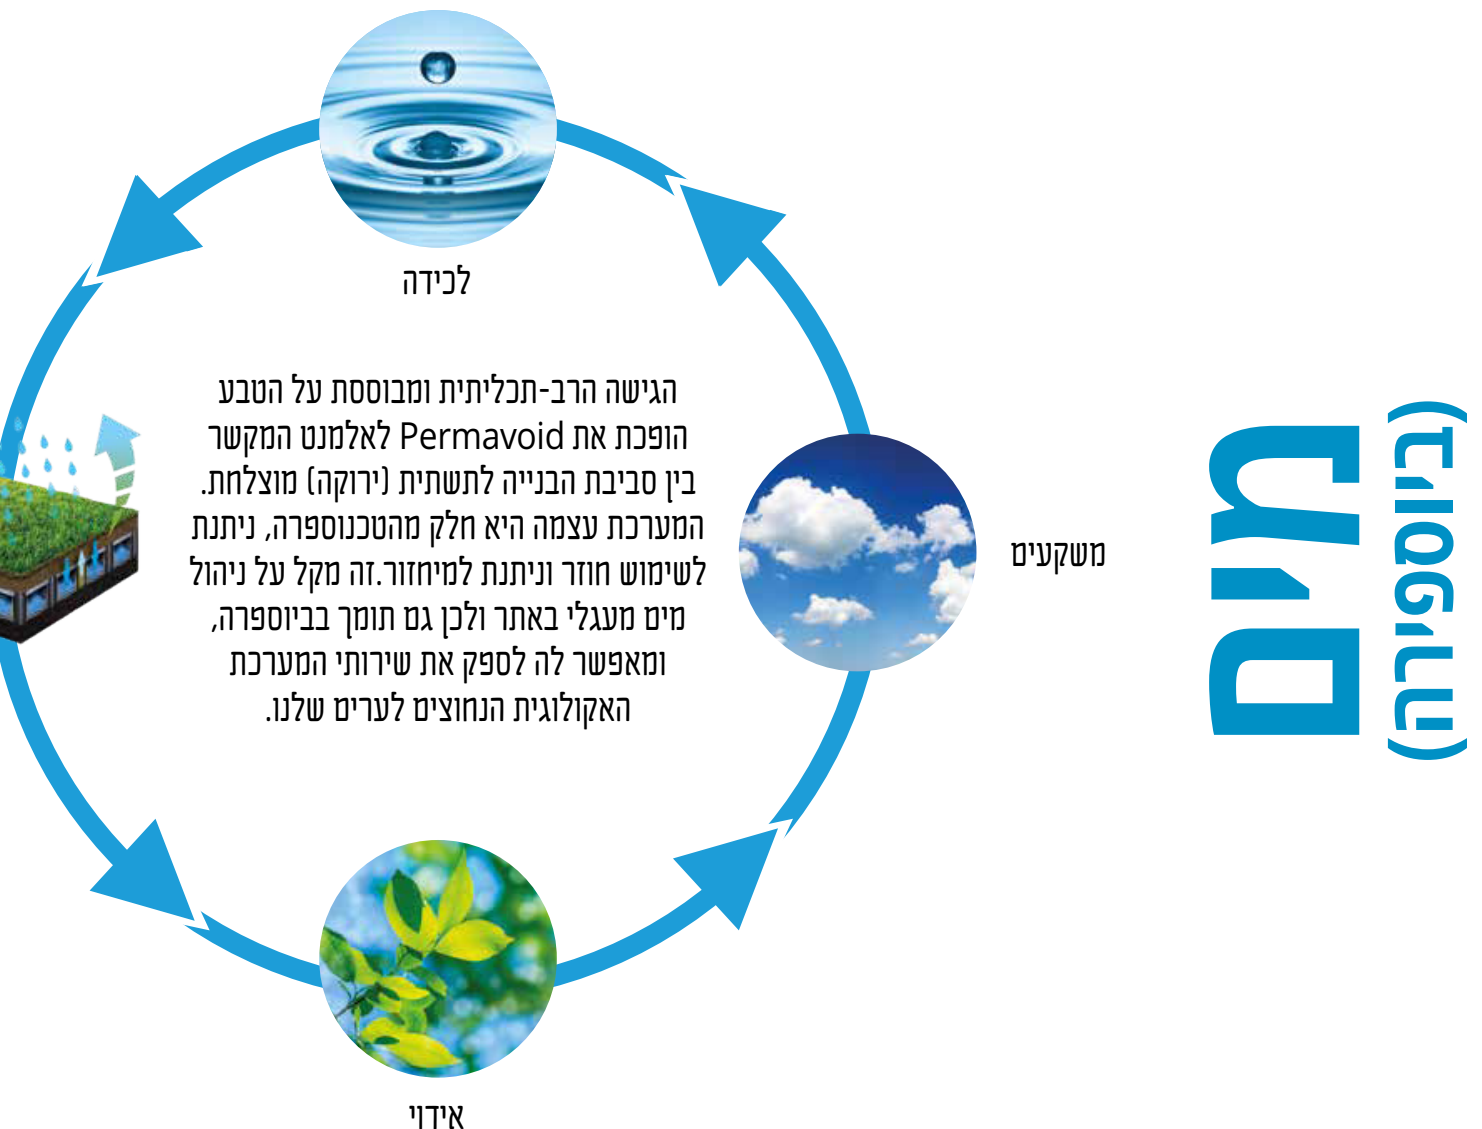 מים
(ביוספירה)
לכידה
הגישה הרב-תכליתית ומבוססת על הטבע
הופכת את Permavoid לאלמנט המקשר
בין סביבת הבנייה לתשתית (ירוקה) מוצלחת.
המערכת עצמה היא חלק מהטכנוספרה, ניתנת
לשימוש חוזר וניתנת למיחזור.זה מקל על ניהול
מים מעגלי באתר ולכן גם תומך בביוספרה,
ומאפשר לה לספק את שירותי המערכת
האקולוגית הנחוצים לערים שלנו.
משקעים
אידוי